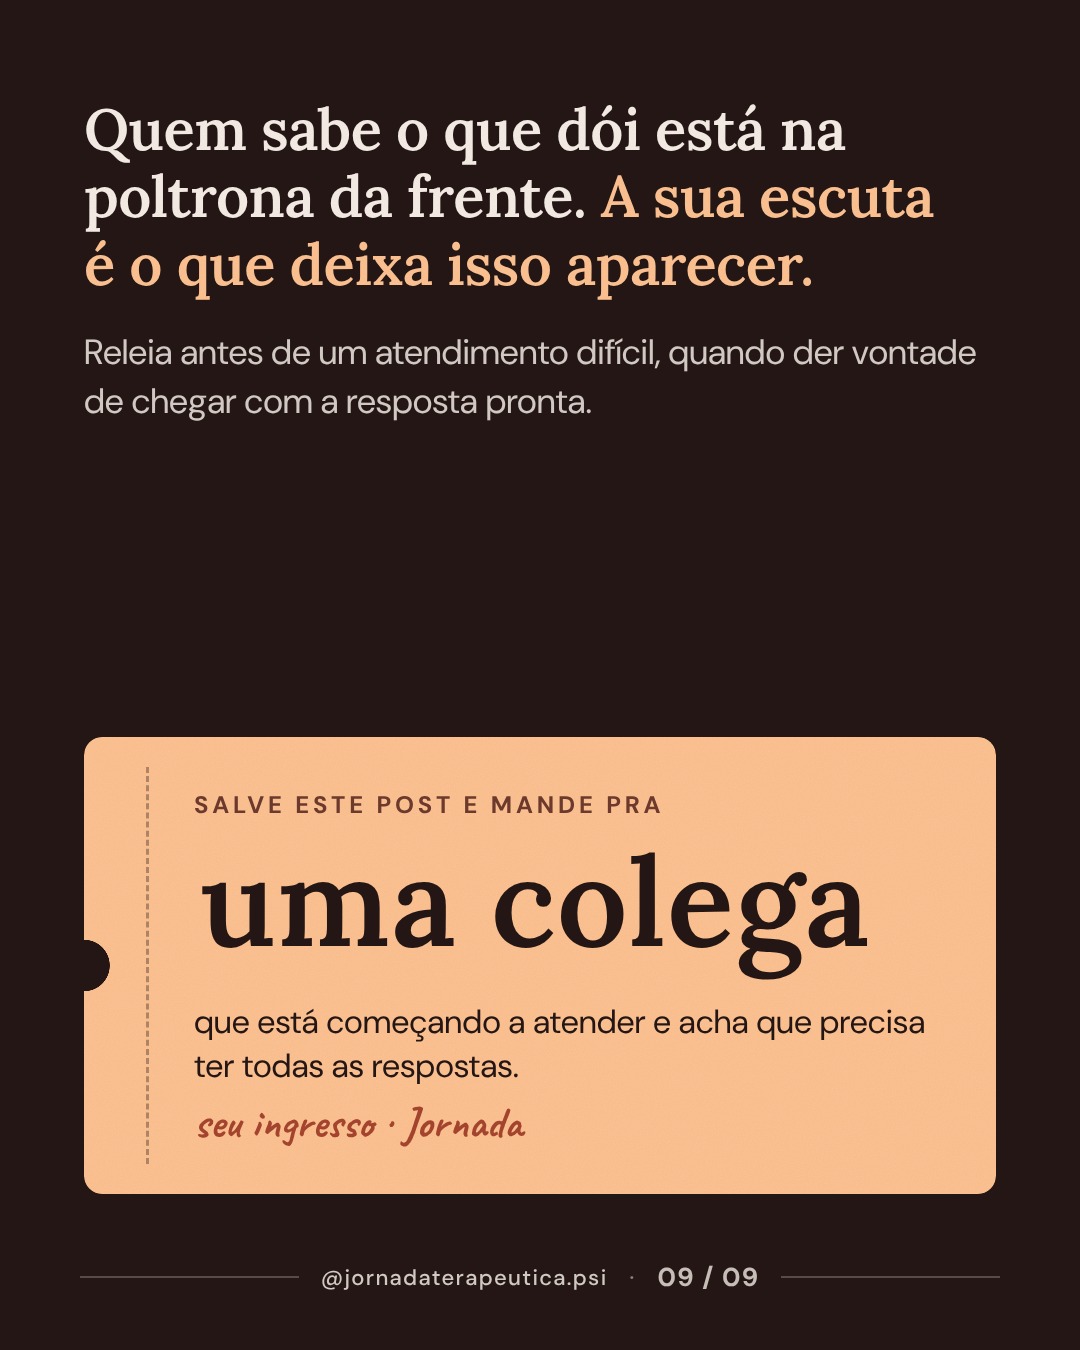 Quem sabe o que dói está na
poltrona da frente. A sua escuta
é o que deixa isso aparecer.
Releia antes de um atendimento difícil, quando der vontade
de chegar com a resposta pronta.
SALVE ESTE POST E MANDE PRA
uma colega
que está começando a atender e acha que precisa
ter todas as respostas.
seu ingresso · Jornada
@jornadaterapeutica.psi · 09 / 09